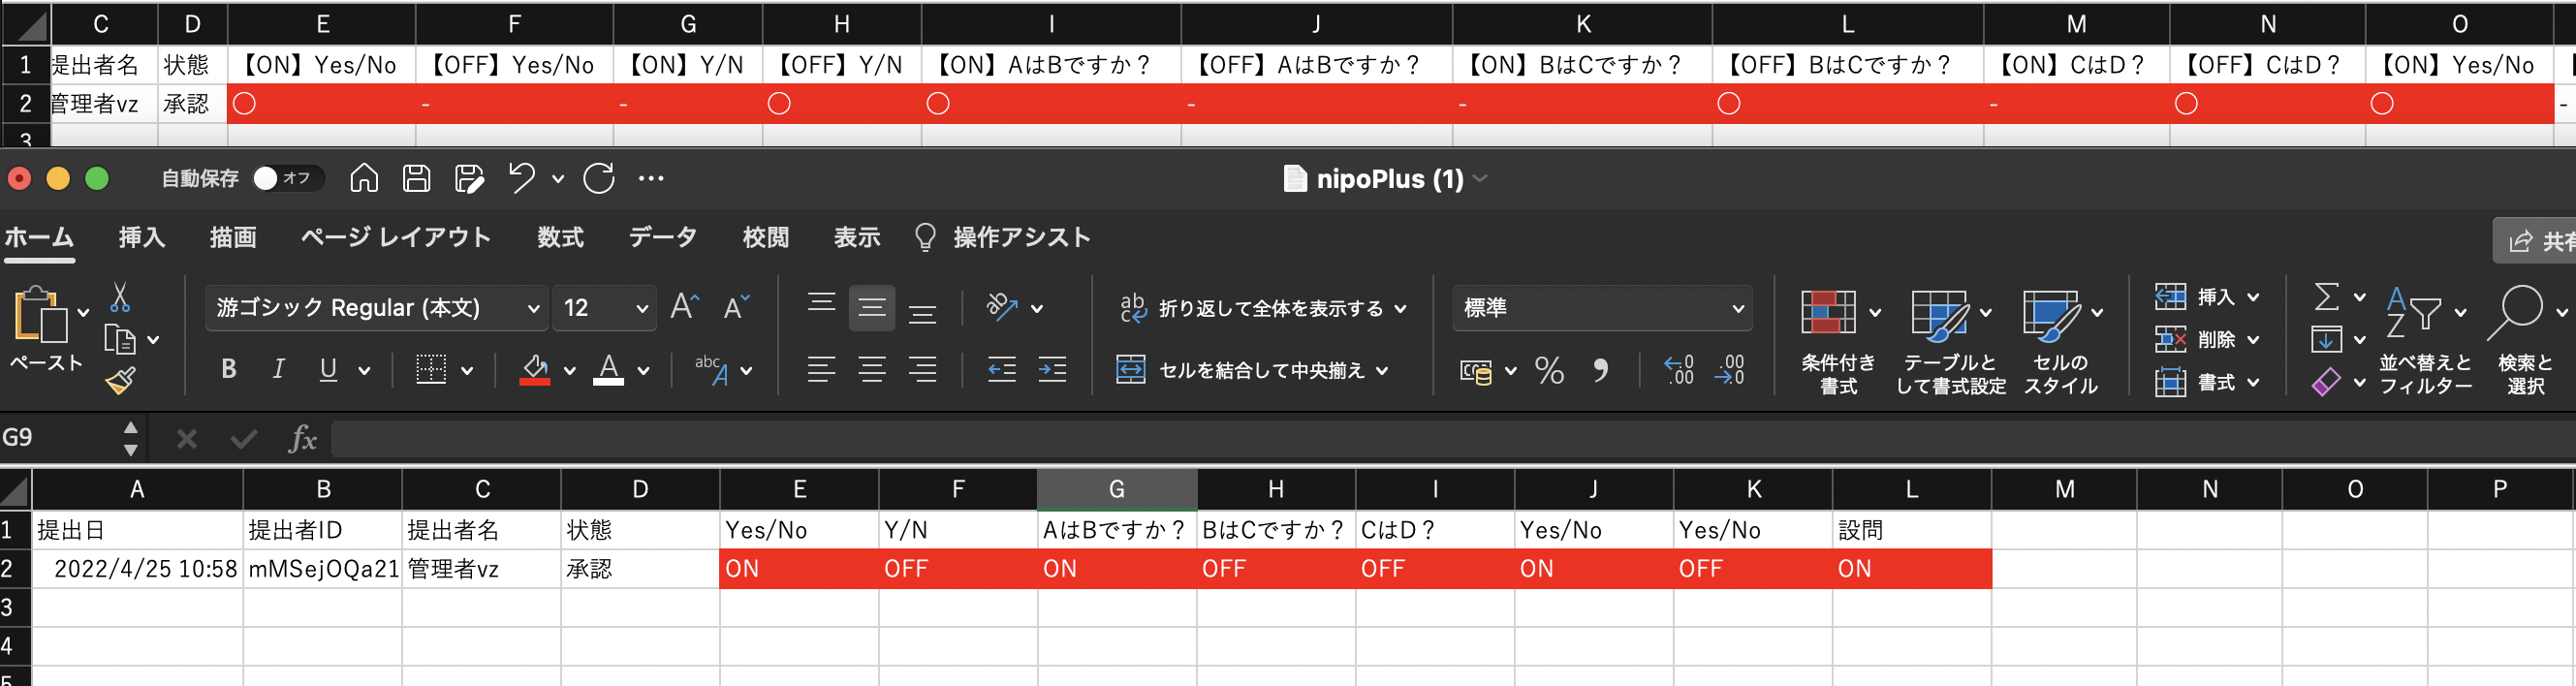 C D E F G H I J K L M N O
1 提出者名 状態 【ON】Yes/No 【OFF】Yes/No 【ON】Y/N 【OFF】Y/N 【ON】AはBですか？ 【OFF】AはBですか？ 【ON】BはCですか？ 【OFF】BはCですか？ 【ON】CはD？ 【OFF】CはD？ 【ON】Yes/No
2 管理者vz 承認 ○ - - ○ ○ - - ○ - ○ ○ -
3
自動保存 オフ ••• nipoPlus (1)
ホーム 挿入 描画 ページ レイアウト 数式 データ 校閲 表示 操作アシスト 共有
ペースト 游ゴシック Regular (本文) 12 A A ab c 折り返して全体を表示する 標準 条件付き 書式 テーブルと して書式設定 セルの スタイル 挿入 削除 書式 Σ A Z 並べ替えと フィルター 検索と 選択
B I U A abc A セルを結合して中央揃え % , .0 .00 .00 .0
G9 fx
A B C D E F G H I J K L M N O P
1 提出日 提出者ID 提出者名 状態 Yes/No Y/N AはBですか？ BはCですか？ CはD？ Yes/No Yes/No 設問
2 2022/4/25 10:58 mMSejOQa21 管理者vz 承認 ON OFF ON OFF OFF ON OFF ON
3
4
5